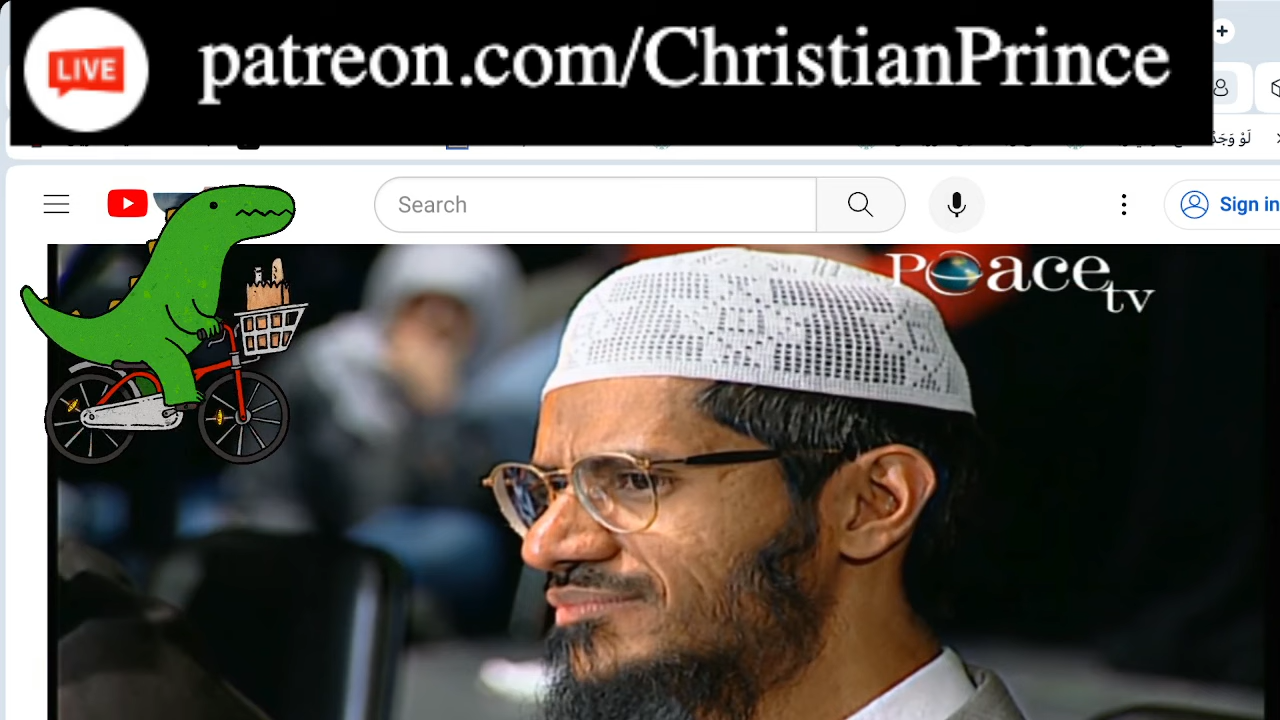 LIVE
patreon.com/ChristianPrince
لَوْ وَجَدْ
Search
Sign in
Peace
tv